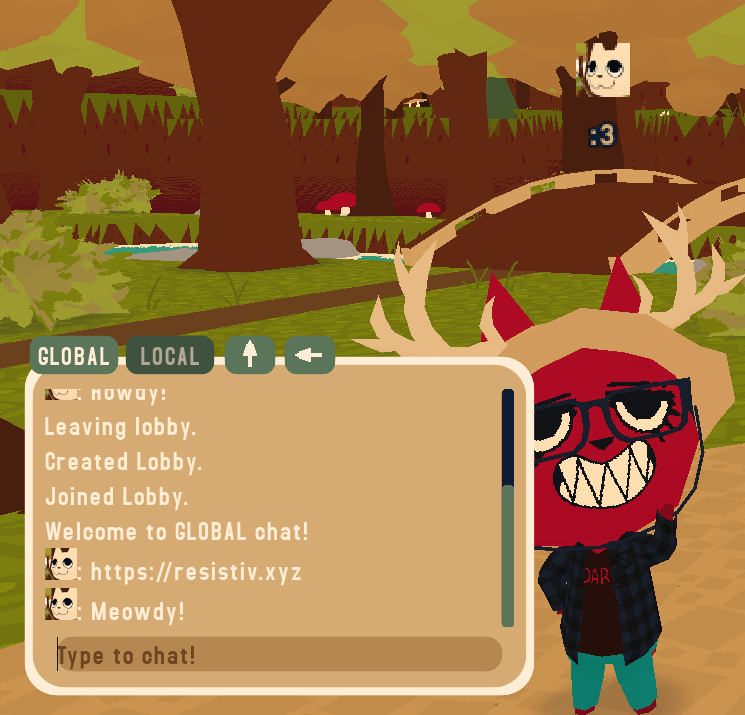 :3
GLOBAL LOCAL
: Howdy!
Leaving lobby.
Created Lobby.
Joined Lobby.
Welcome to GLOBAL chat!
: https://resistiv.xyz
: Meowdy!
Type to chat!